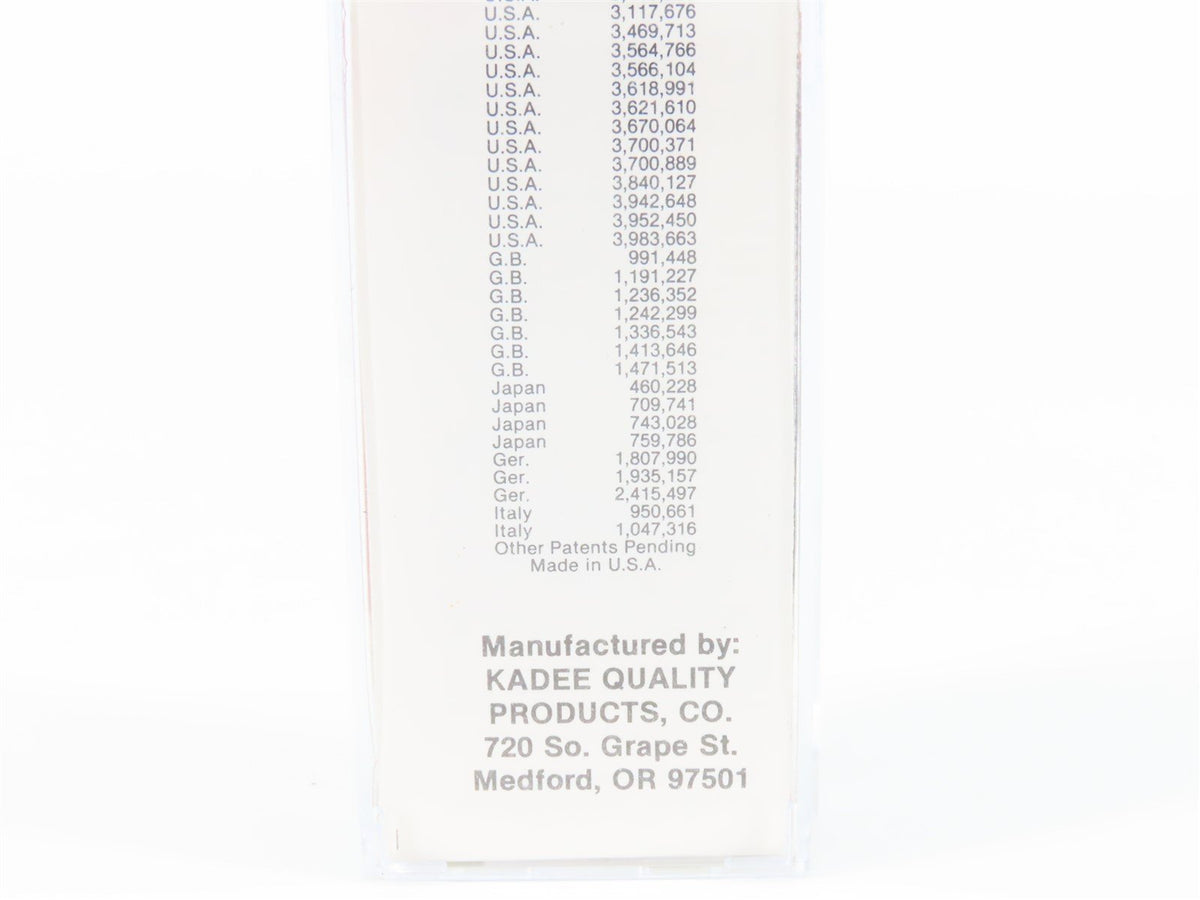 U.S.A. 3,117,676
U.S.A. 3,469,713
U.S.A. 3,564,766
U.S.A. 3,566,104
U.S.A. 3,618,991
U.S.A. 3,621,610
U.S.A. 3,670,064
U.S.A. 3,700,371
U.S.A. 3,700,889
U.S.A. 3,840,127
U.S.A. 3,942,648
U.S.A. 3,952,450
U.S.A. 3,983,663
G.B. 991,448
G.B. 1,191,227
G.B. 1,236,352
G.B. 1,242,299
G.B. 1,336,543
G.B. 1,413,646
G.B. 1,471,513
Japan 460,228
Japan 709,741
Japan 743,028
Japan 759,786
Ger. 1,807,990
Ger. 1,935,157
Ger. 2,415,497
Italy 950,661
Italy 1,047,316
Other Patents Pending
Made in U.S.A.
Manufactured by:
KADEE QUALITY
PRODUCTS, CO.
720 So. Grape St.
Medford, OR 97501